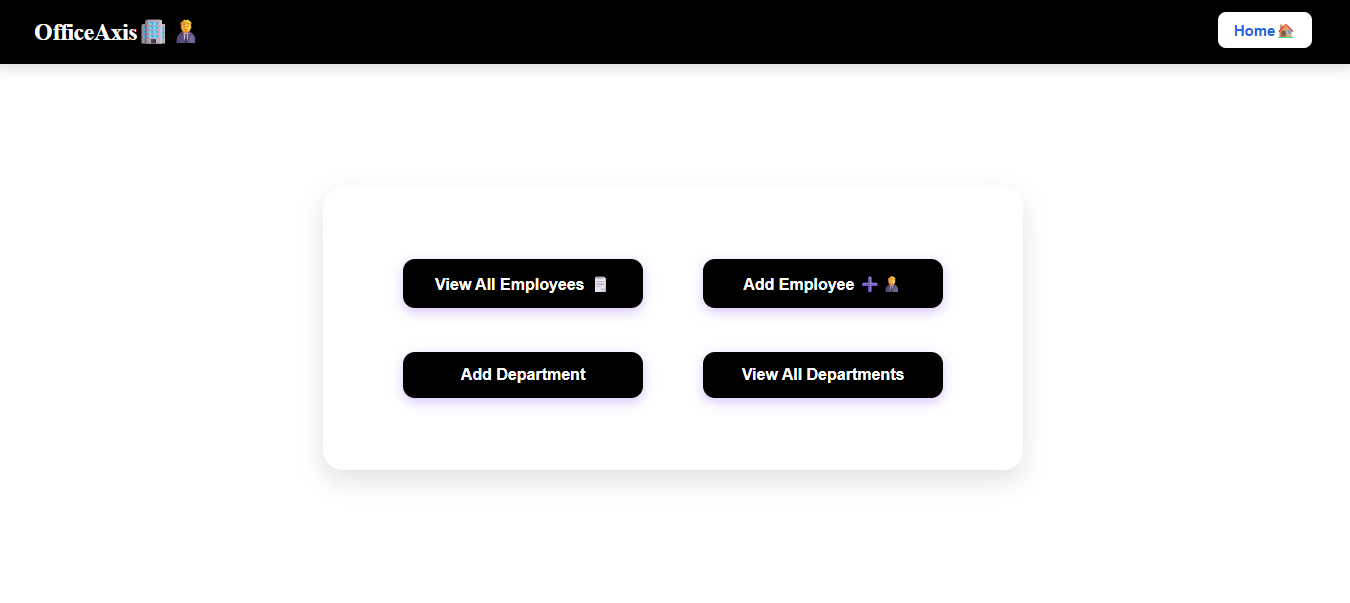 OfficeAxis🏢 🤵‍♂️
Home🏠
View All Employees 🗒️
Add Employee ➕🤵‍♂️
Add Department
View All Departments